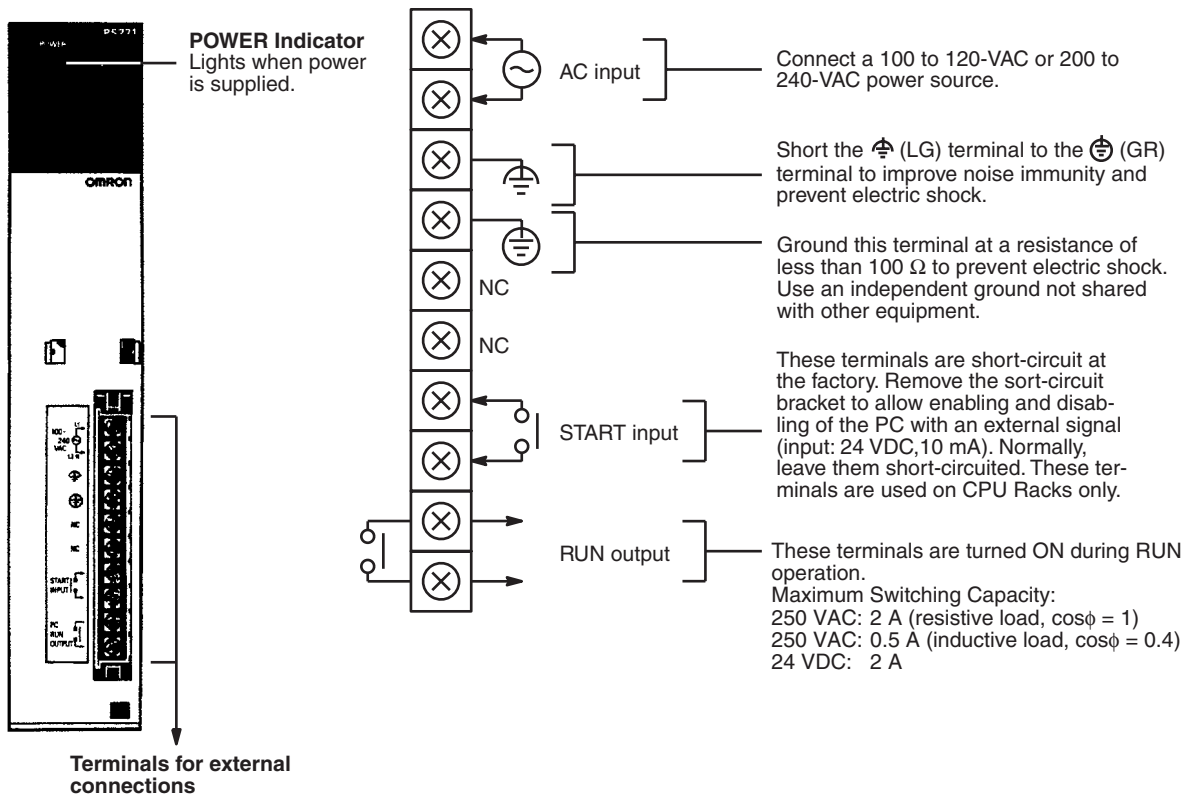 PS221
POWER
OMRON
100-
240
VAC
NC
NC
START
INPUT
PC
RUN
OUTPUT
POWER Indicator
Lights when power
is supplied.
Terminals for external
connections
AC input
NC
NC
START input
RUN output
Connect a 100 to 120-VAC or 200 to
240-VAC power source.
Short the (LG) terminal to the (GR)
terminal to improve noise immunity and
prevent electric shock.
Ground this terminal at a resistance of
less than 100 Ω to prevent electric shock.
Use an independent ground not shared
with other equipment.
These terminals are short-circuit at
the factory. Remove the sort-circuit
bracket to allow enabling and disab-
ling of the PC with an external signal
(input: 24 VDC,10 mA). Normally,
leave them short-circuited. These ter-
minals are used on CPU Racks only.
These terminals are turned ON during RUN
operation.
Maximum Switching Capacity:
250 VAC: 2 A (resistive load, cosϕ = 1)
250 VAC: 0.5 A (inductive load, cosϕ = 0.4)
24 VDC: 2 A